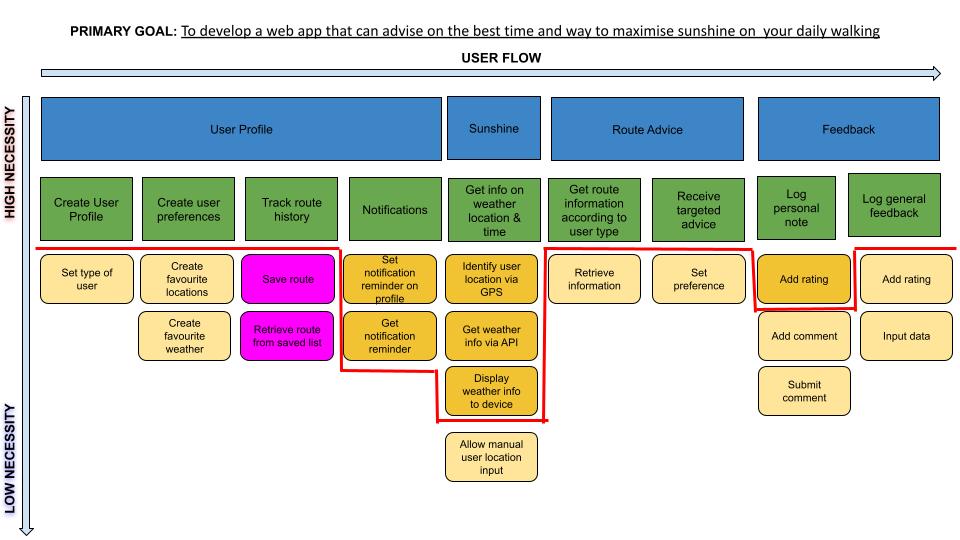 PRIMARY GOAL: To develop a web app that can advise on the best time and way to maximise sunshine on your daily walking
USER FLOW
HIGH NECESSITY
LOW NECESSITY
User Profile
Sunshine
Route Advice
Feedback
Create User
Profile
Create user
preferences
Track route
history
Notifications
Get info on
weather
location &
time
Get route
information
according to
user type
Receive
targeted
advice
Log
personal
note
Log general
feedback
Set type of
user
Create
favourite
locations
Save route
Set
notification
reminder on
profile
Identify user
location via
GPS
Retrieve
information
Set
preference
Add rating
Add rating
Create
favourite
weather
Retrieve route
from saved list
Get
notification
reminder
Get weather
info via API
Add comment
Input data
Display
weather info
to device
Submit
comment
Allow manual
user location
input